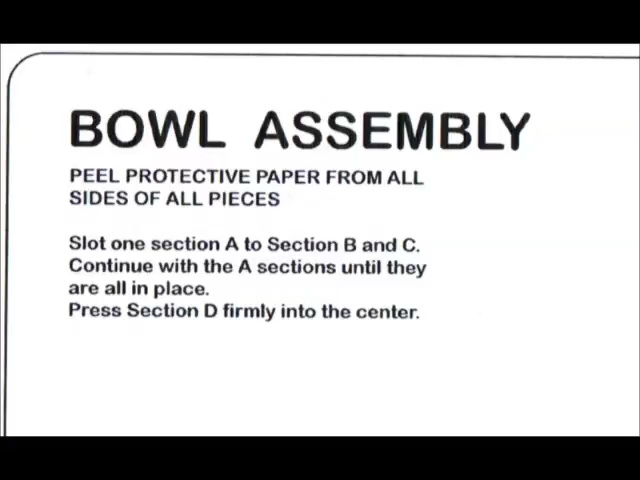 BOWL ASSEMBLY
PEEL PROTECTIVE PAPER FROM ALL
SIDES OF ALL PIECES
Slot one section A to Section B and C.
Continue with the A sections until they
are all in place.
Press Section D firmly into the center.